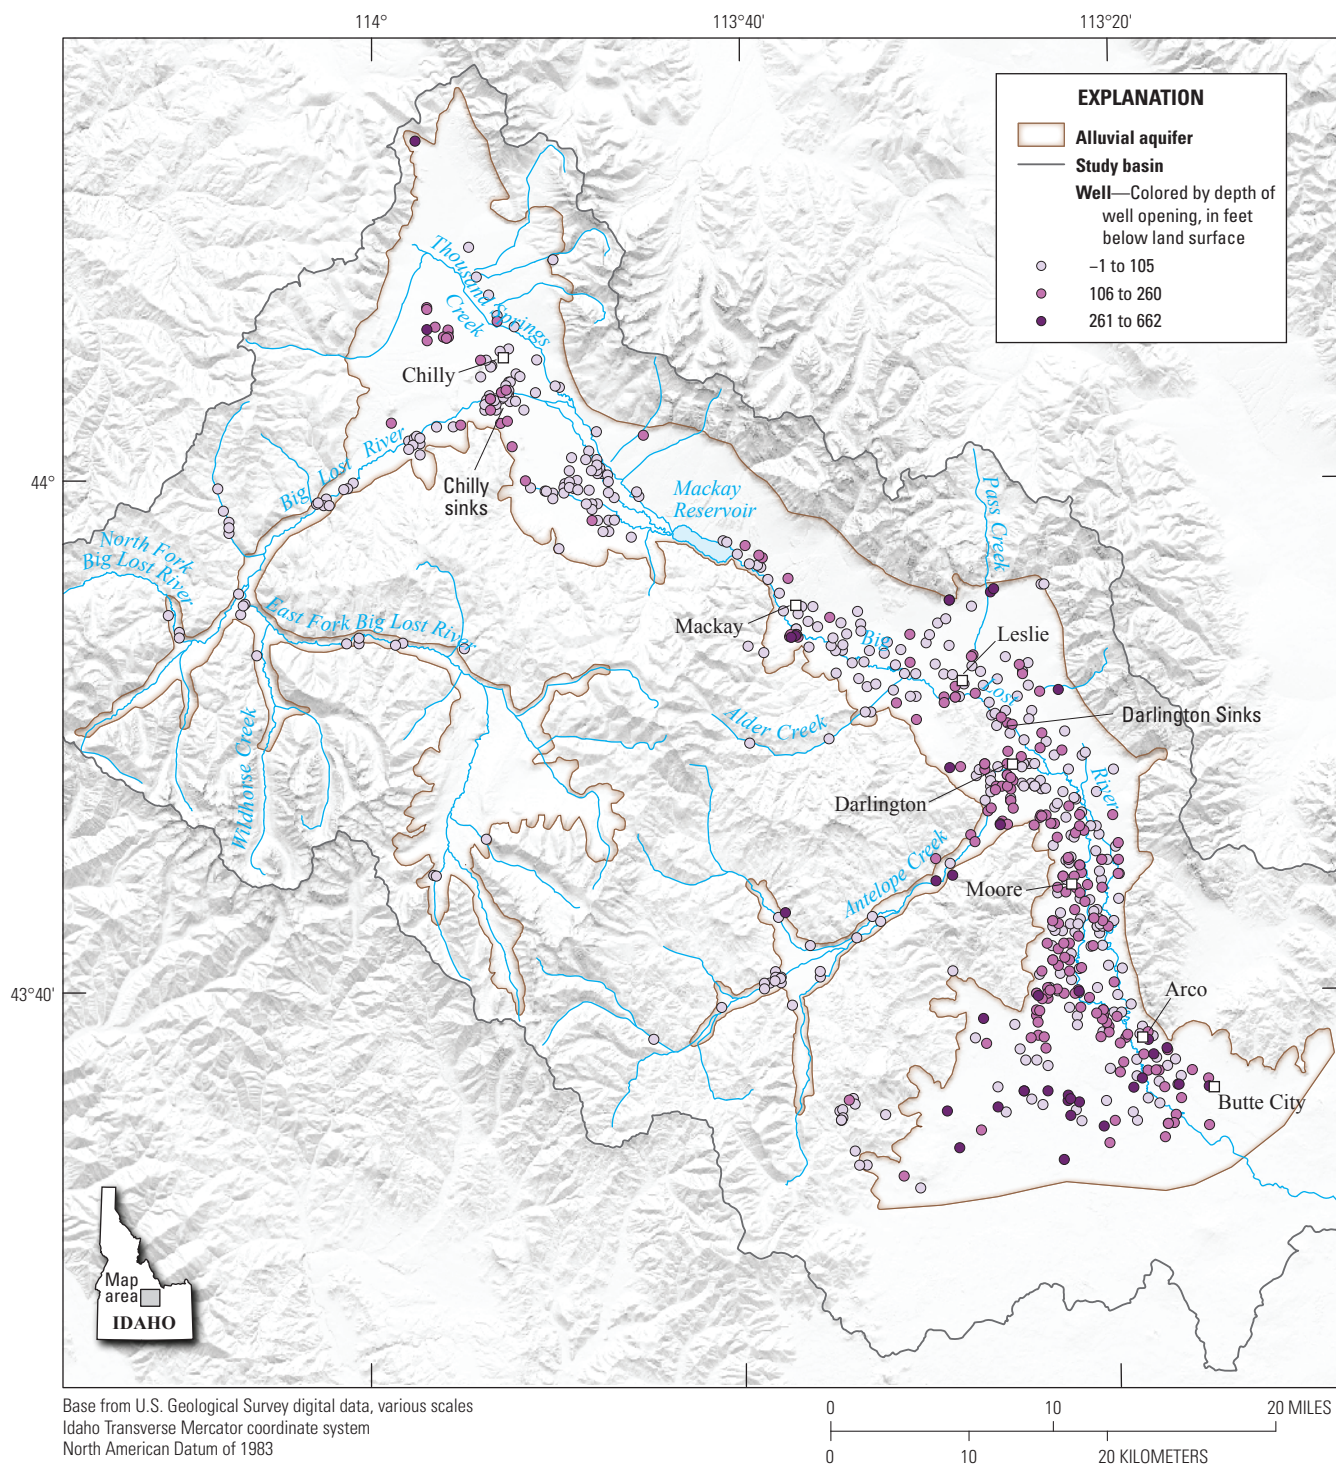 114°
113°40'
113°20'
EXPLANATION
Alluvial aquifer
Study basin
Well—Colored by depth of
well opening, in feet
below land surface
–1 to 105
106 to 260
261 to 662
Thousand Springs
Creek
Chilly
Big Lost River
Chilly
sinks
44°
Mackay
Reservoir
Pass Creek
North Fork
Big Lost River
East Fork Big Lost River
Mackay
Big
Leslie
Lost
Darlington Sinks
Alder Creek
Wildhorse Creek
River
Darlington
Antelope Creek
Moore
43°40'
Arco
Butte City
Map
area
IDAHO
Base from U.S. Geological Survey digital data, various scales
Idaho Transverse Mercator coordinate system
North American Datum of 1983
0 10 20 MILES
0 10 20 KILOMETERS